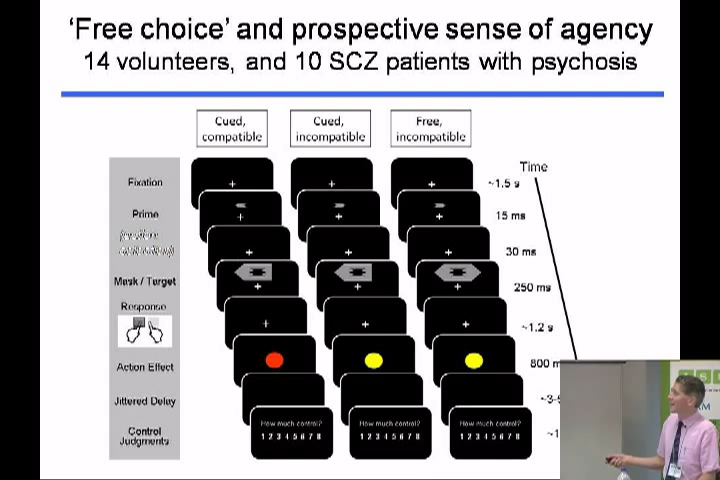 ‘Free choice’ and prospective sense of agency
14 volunteers, and 10 SCZ patients with psychosis
Cued,
compatible
Cued,
incompatible
Free,
incompatible
Time
Fixation
~1.5 s
Prime
15 ms
30 ms
Mask / Target
250 ms
Response
~1.2 s
Action Effect
800 m
Jittered Delay
Control
Judgments
How much control?
1 2 3 4 5 6 7 8
How much control?
1 2 3 4 5 6 7 8
How much control?
1 2 3 4 5 6 7 8